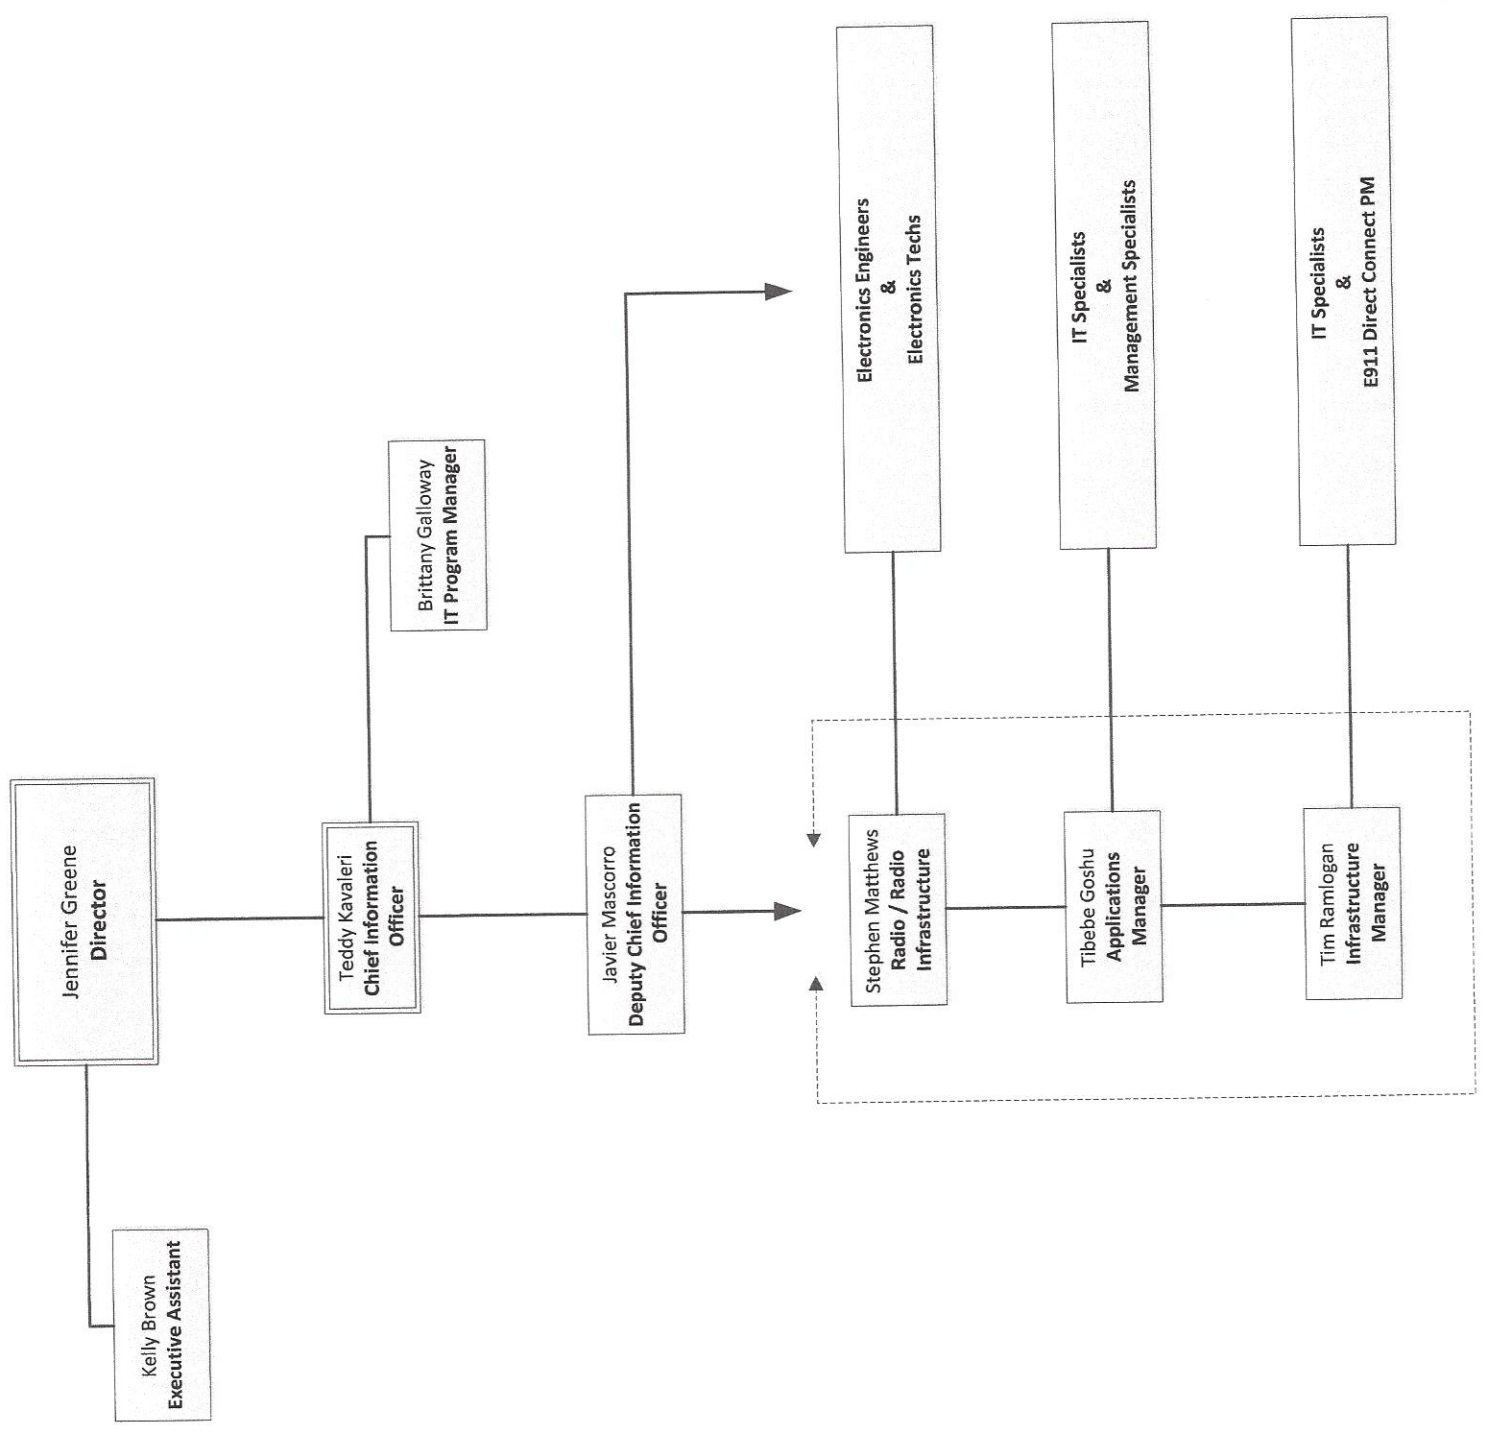 Jennifer Greene
Director
Kelly Brown
Executive Assistant
Teddy Kavaleri
Chief Information
Officer
Brittany Galloway
IT Program Manager
Javier Mascorro
Deputy Chief Information
Officer
Stephen Matthews
Radio / Radio
Infrastructure
Electronics Engineers
&
Electronics Techs
Tibebe Goshu
Applications
Manager
IT Specialists
&
Management Specialists
Tim Ramlogan
Infrastructure
Manager
IT Specialists
&
E911 Direct Connect PM